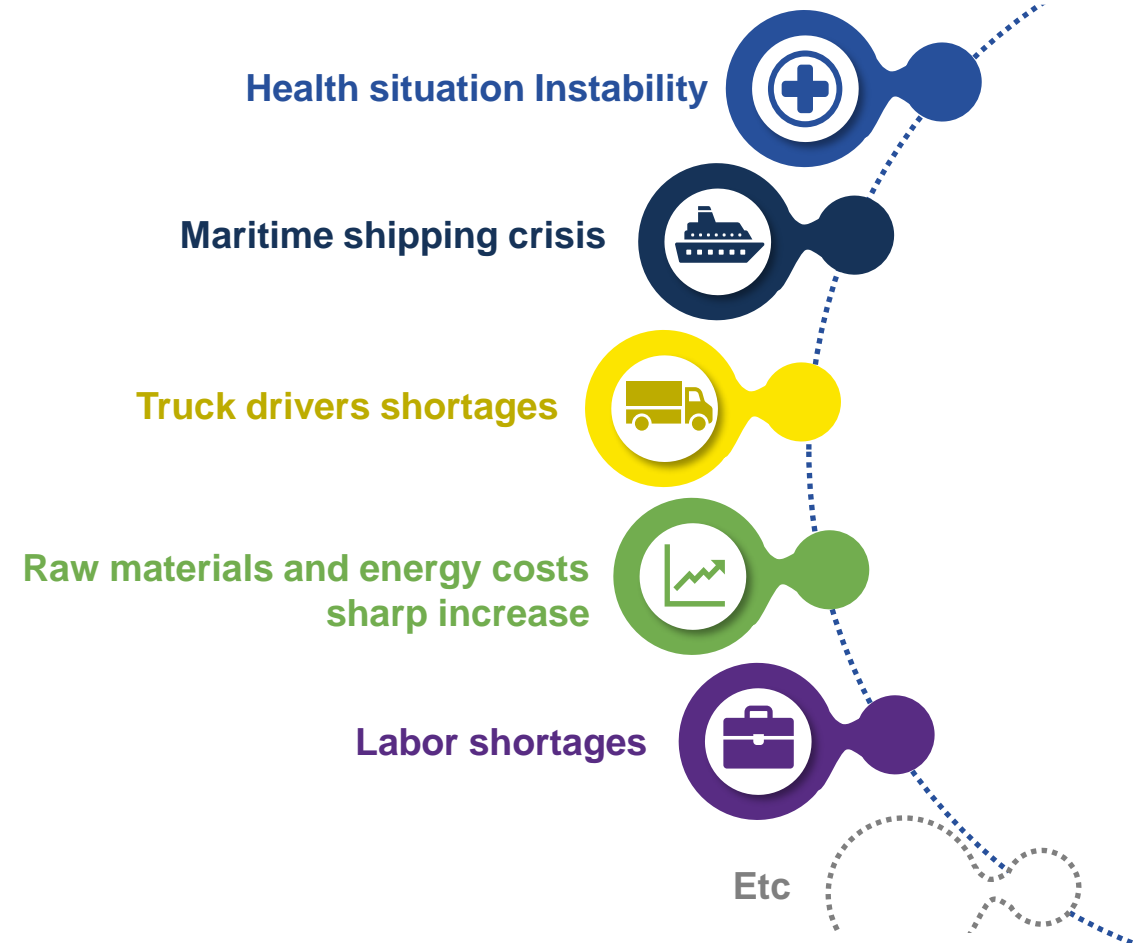 Health situation Instability
Maritime shipping crisis
Truck drivers shortages
Raw materials and energy costs
sharp increase
Labor shortages
Etc